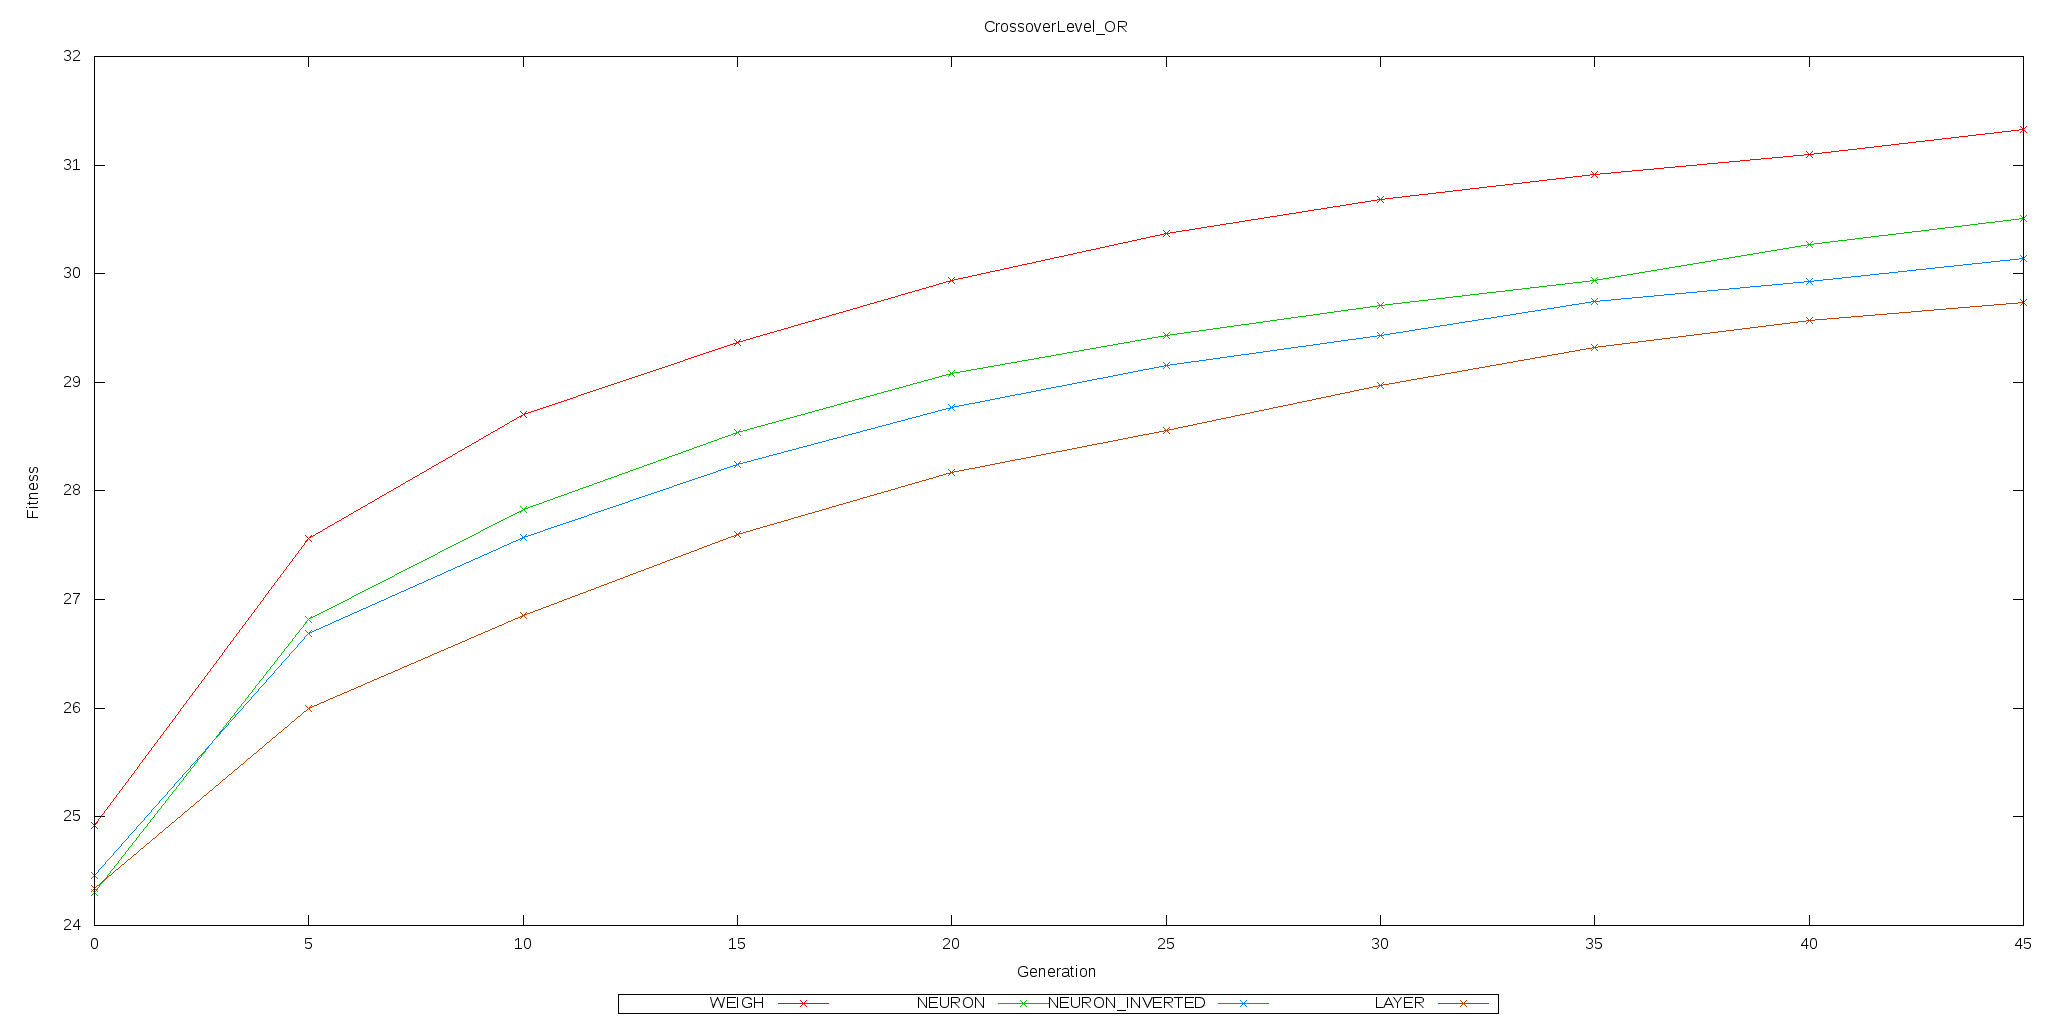 CrossoverLevel_OR
32
31
30
29
28
27
26
25
24
Fitness
0 5 10 15 20 25 30 35 40 45
Generation
WEIGH NEURON NEURON_INVERTED LAYER